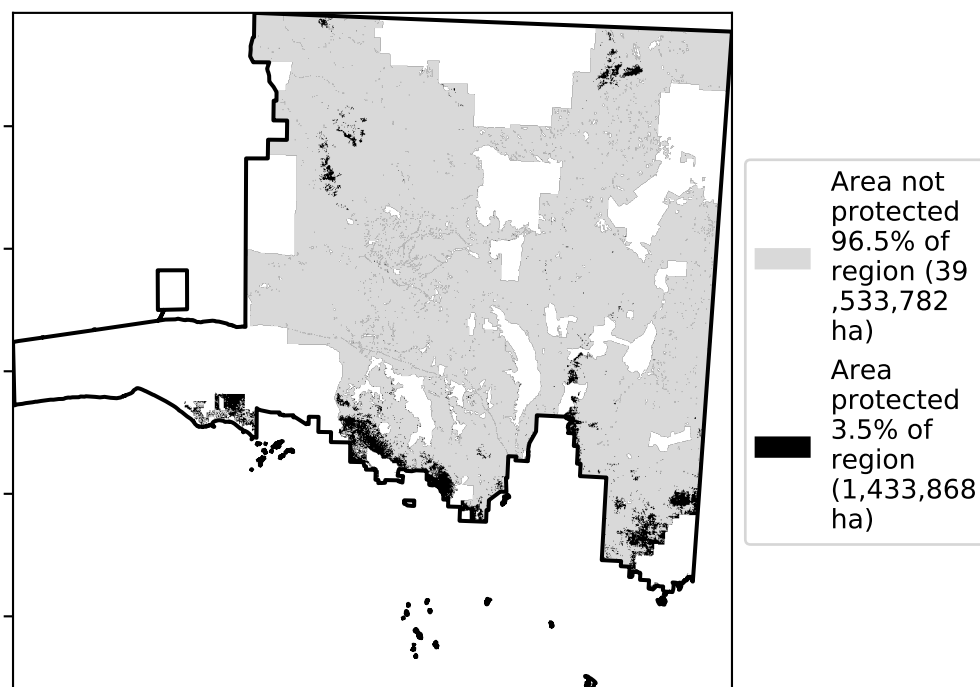 Area not
protected
96.5% of
region (39
,533,782
ha)
Area
protected
3.5% of
region
(1,433,868
ha)